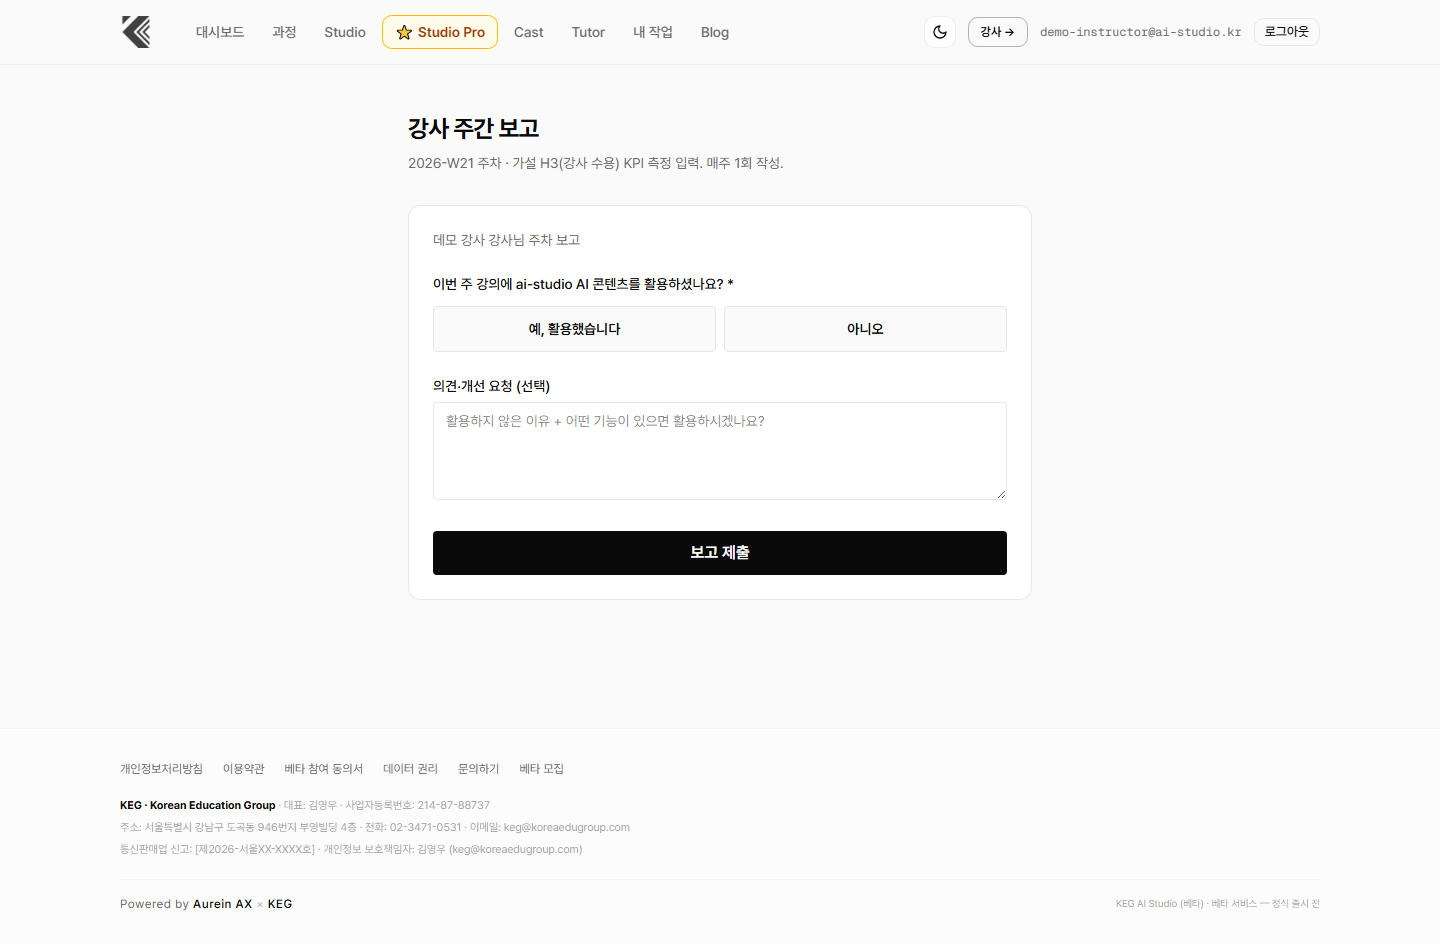 대시보드 과정 Studio Studio Pro Cast Tutor 내 작업 Blog 강사 → demo-instructor@ai-studio.kr 로그아웃
강사 주간 보고
2026-W21 주차 · 가설 H3(강사 수용) KPI 측정 입력. 매주 1회 작성.
데모 강사 강사님 주차 보고
이번 주 강의에 ai-studio AI 콘텐츠를 활용하셨나요? *
예, 활용했습니다 아니오
의견·개선 요청 (선택)
활용하지 않은 이유 + 어떤 기능이 있으면 활용하시겠나요?
보고 제출
개인정보처리방침 이용약관 베타 참여 동의서 데이터 권리 문의하기 베타 모집
KEG · Korean Education Group · 대표: 김영우 · 사업자등록번호: 214-87-88737
주소: 서울특별시 강남구 도곡동 946번지 부영빌딩 4층 · 전화: 02-3471-0531 · 이메일: keg@koreaedugroup.com
통신판매업 신고: [제2026-서울XX-XXXX호] · 개인정보 보호책임자: 김영우 (keg@koreaedugroup.com)
Powered by Aurein AX × KEG
KEG AI Studio (베타) · 베타 서비스 — 정식 출시 전